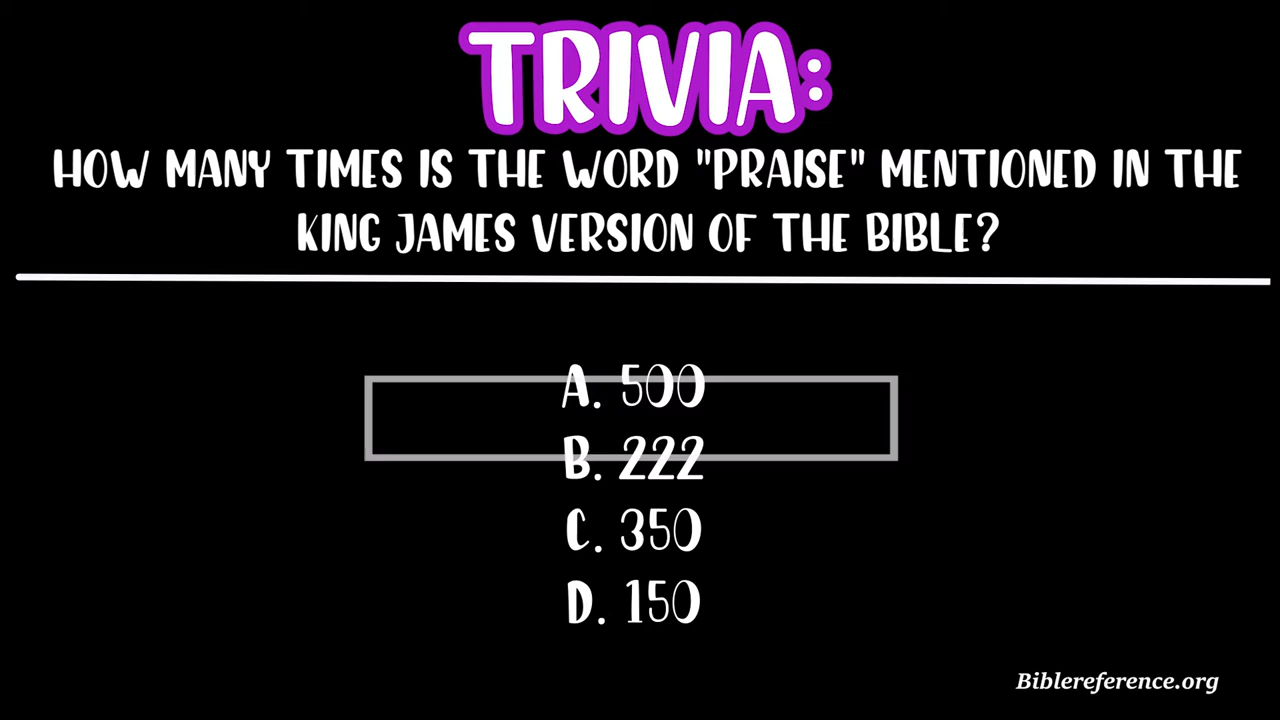 TRIVIA:
HOW MANY TIMES IS THE WORD "PRAISE" MENTIONED IN THE
KING JAMES VERSION OF THE BIBLE?
A. 500
B. 222
C. 350
D. 150
Biblereference.org